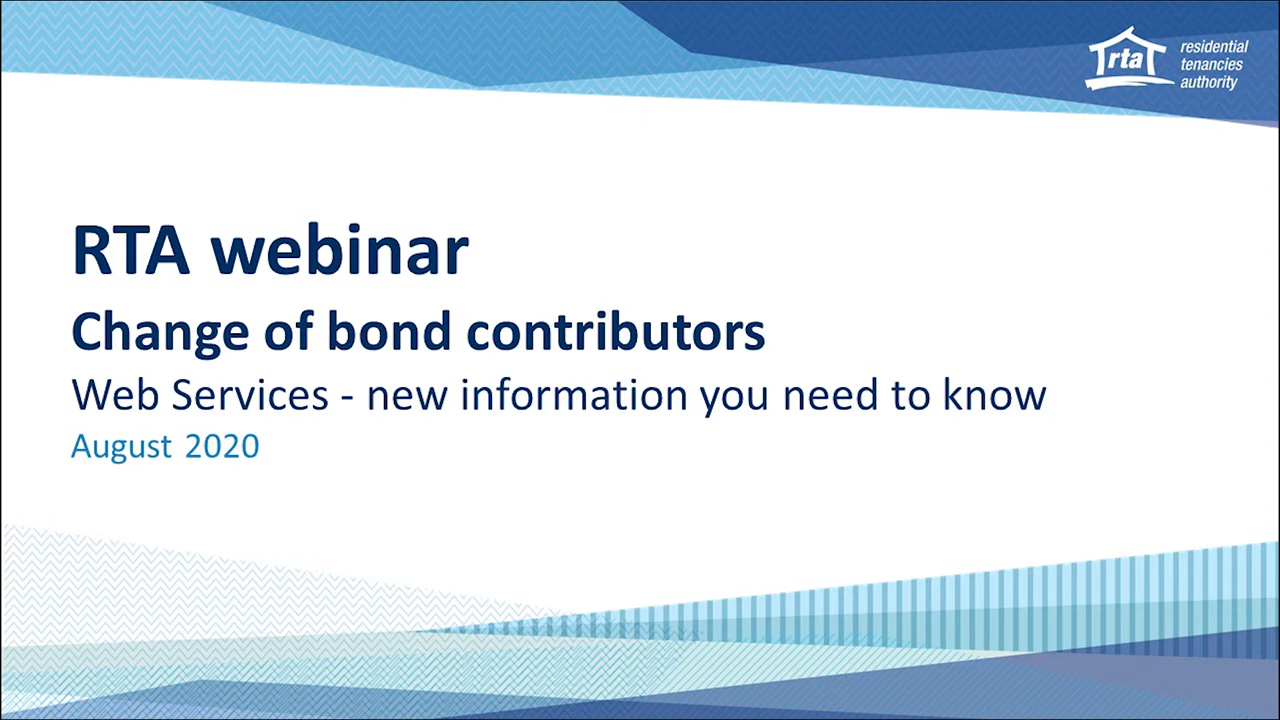 rta
residential
tenancies
authority
RTA webinar
Change of bond contributors
Web Services - new information you need to know
August 2020